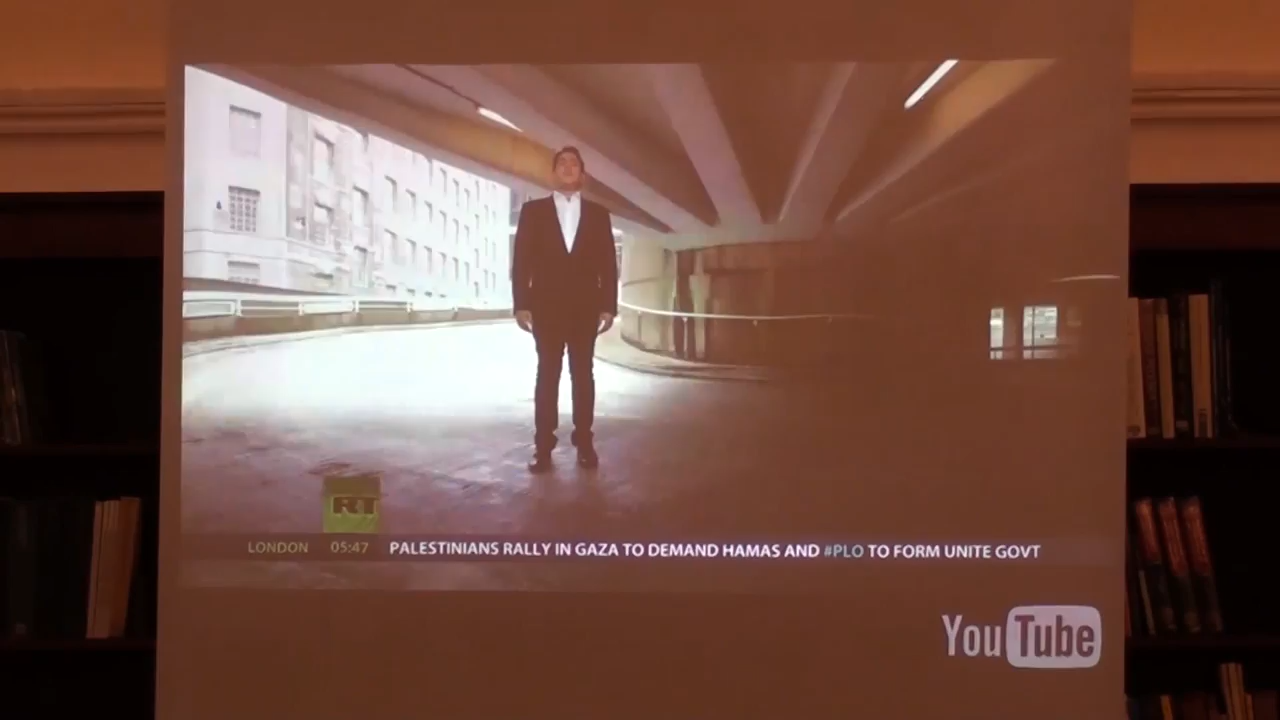 RT
LONDON 05:47 PALESTINIANS RALLY IN GAZA TO DEMAND HAMAS AND #PLO TO FORM UNITE GOVT
YouTube